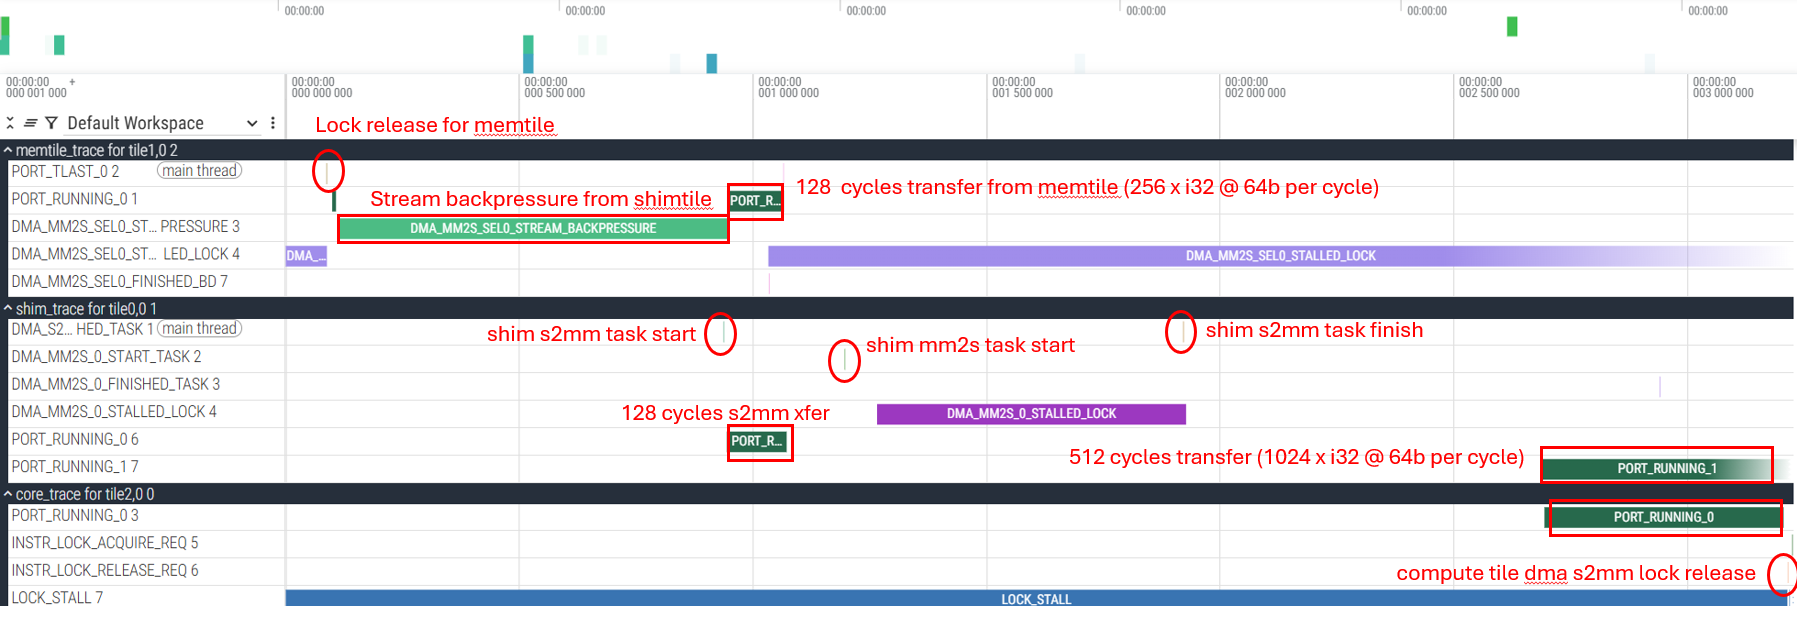 00:00:00 00:00:00 00:00:00 00:00:00 00:00:00 00:00:00
00:00:00 + 00:00:00 00:00:00 00:00:00 00:00:00 00:00:00 00:00:00 00:00:00
000 001 000 000 000 000 000 500 000 001 000 000 001 500 000 002 000 000 002 500 000 003 000 000
Default Workspace
Lock release for memtile
memtile_trace for tile1,0 2
PORT_TLAST_0 2 main thread
PORT_RUNNING_0 1
Stream backpressure from shimtile
PORT_R...
128 cycles transfer from memtile (256 x i32 @ 64b per cycle)
DMA_MM2S_SEL0_ST... PRESSURE 3
DMA_MM2S_SEL0_STREAM_BACKPRESSURE
DMA_MM2S_SEL0_ST... LED_LOCK 4
DMA_...
DMA_MM2S_SEL0_STALLED_LOCK
DMA_MM2S_SEL0_FINISHED_BD 7
shim_trace for tile0,0 1
DMA_S2... HED_TASK 1 main thread
shim s2mm task start
shim s2mm task finish
DMA_MM2S_0_START_TASK 2
shim mm2s task start
DMA_MM2S_0_FINISHED_TASK 3
DMA_MM2S_0_STALLED_LOCK 4
128 cycles s2mm xfer
DMA_MM2S_0_STALLED_LOCK
PORT_RUNNING_0 6
PORT_R...
PORT_RUNNING_1 7
512 cycles transfer (1024 x i32 @ 64b per cycle)
PORT_RUNNING_1
core_trace for tile2,0 0
PORT_RUNNING_0 3
PORT_RUNNING_0
INSTR_LOCK_ACQUIRE_REQ 5
INSTR_LOCK_RELEASE_REQ 6
compute tile dma s2mm lock release
LOCK_STALL 7
LOCK_STALL